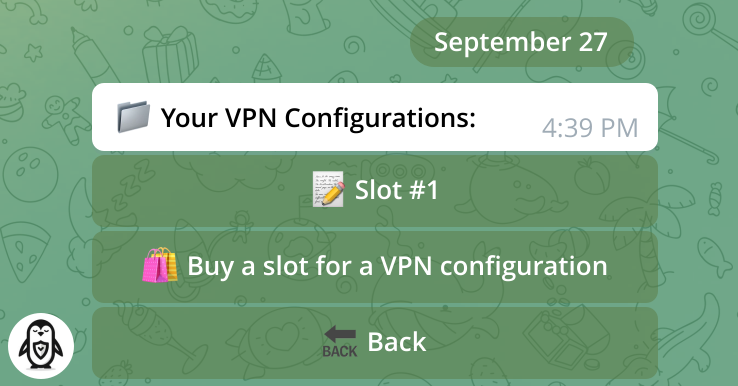 September 27
Your VPN Configurations:
4:39 PM
Slot #1
Buy a slot for a VPN configuration
BACK Back